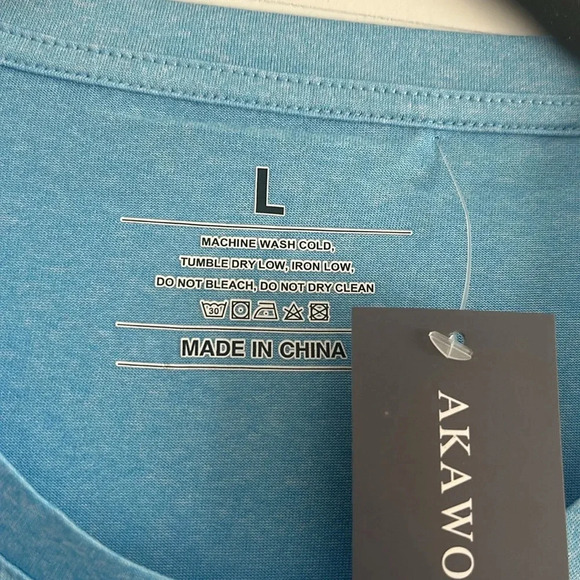 L
MACHINE WASH COLD,
TUMBLE DRY LOW, IRON LOW,
DO NOT BLEACH, DO NOT DRY CLEAN
30°
MADE IN CHINA
AKAWO